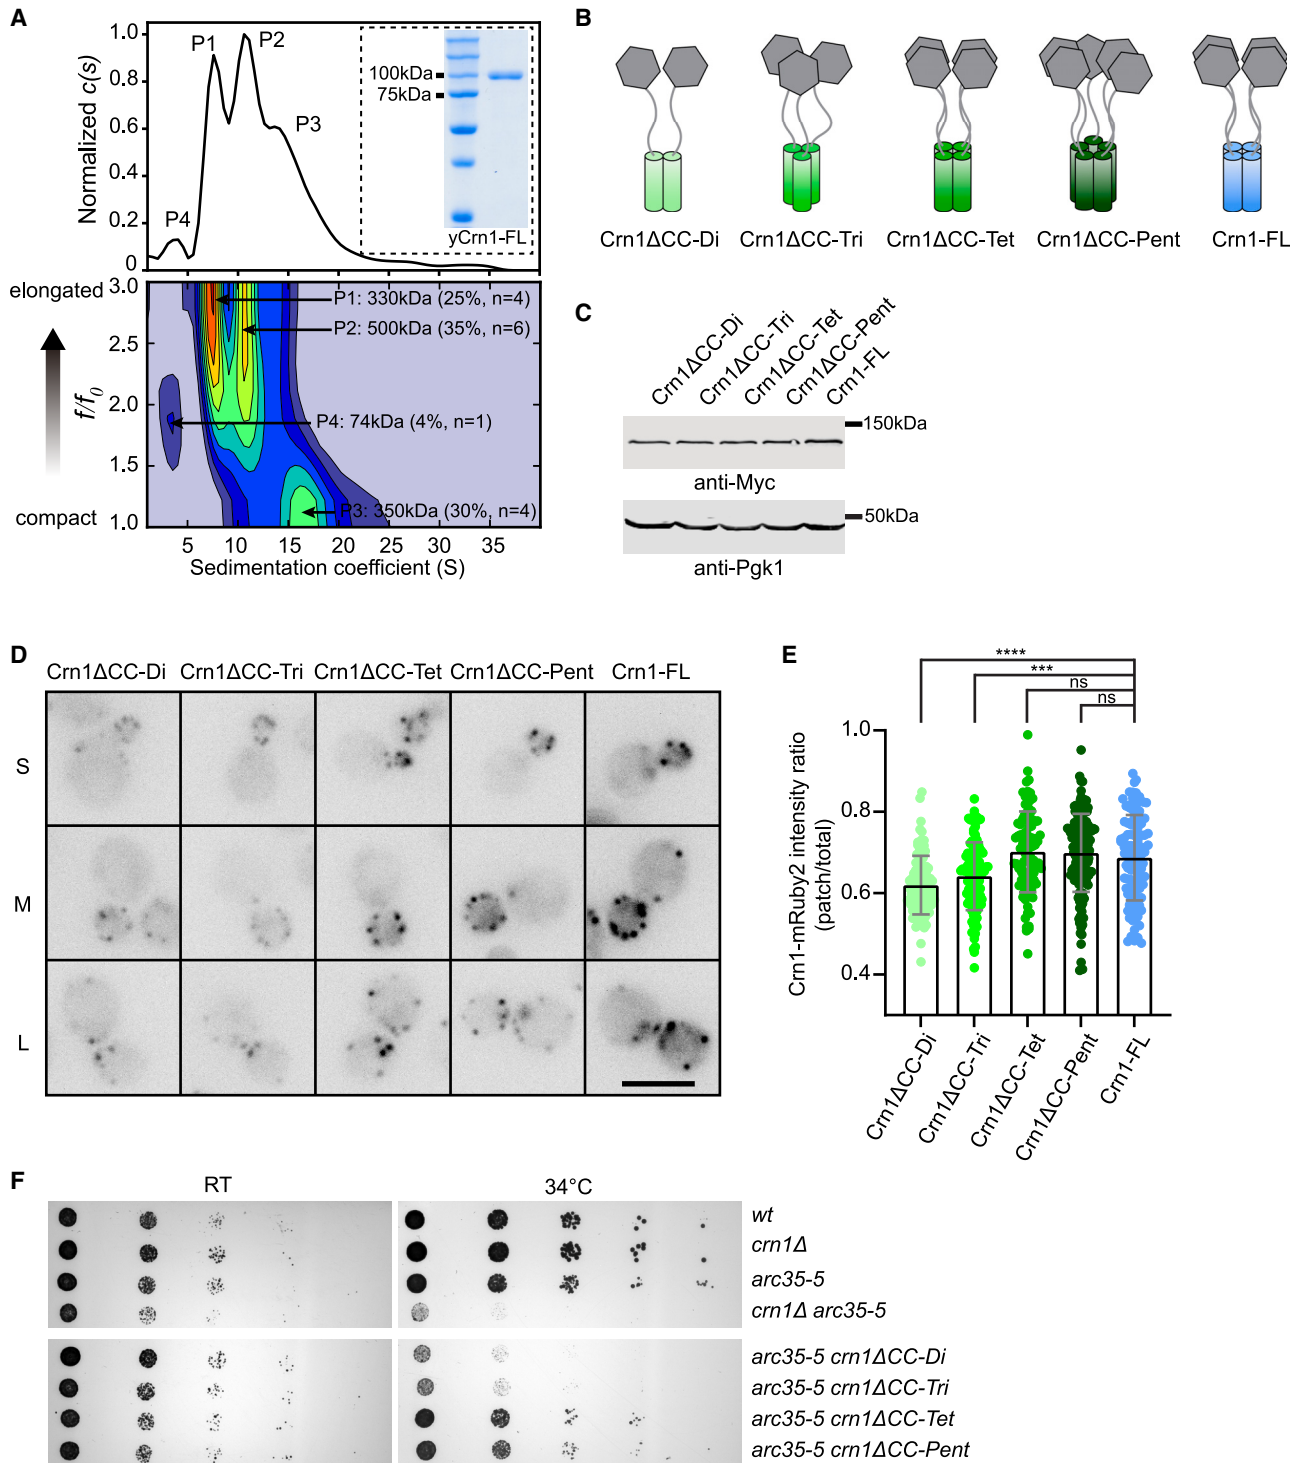 A
Normalized c(s)
1.0
0.8
0.6
0.4
0.2
0
P1
P2
P3
P4
100kDa
75kDa
yCrn1-FL
elongated
compact
f/f0
3.0
2.5
2.0
1.5
1.0
P1: 330kDa (25%, n=4)
P2: 500kDa (35%, n=6)
P4: 74kDa (4%, n=1)
P3: 350kDa (30%, n=4)
5 10 15 20 25 30 35
Sedimentation coefficient (S)
B
Crn1ΔCC-Di Crn1ΔCC-Tri Crn1ΔCC-Tet Crn1ΔCC-Pent Crn1-FL
C
Crn1ΔCC-Di
Crn1ΔCC-Tri
Crn1ΔCC-Tet
Crn1ΔCC-Pent
Crn1-FL
150kDa
anti-Myc
50kDa
anti-Pgk1
D
Crn1ΔCC-Di Crn1ΔCC-Tri Crn1ΔCC-Tet Crn1ΔCC-Pent Crn1-FL
S
M
L
E
****
***
ns
ns
Crn1-mRuby2 intensity ratio
(patch/total)
1.0
0.8
0.6
0.4
Crn1ΔCC-Di
Crn1ΔCC-Tri
Crn1ΔCC-Tet
Crn1ΔCC-Pent
Crn1-FL
F
RT 34°C
wt
crn1Δ
arc35-5
crn1Δ arc35-5
arc35-5 crn1ΔCC-Di
arc35-5 crn1ΔCC-Tri
arc35-5 crn1ΔCC-Tet
arc35-5 crn1ΔCC-Pent